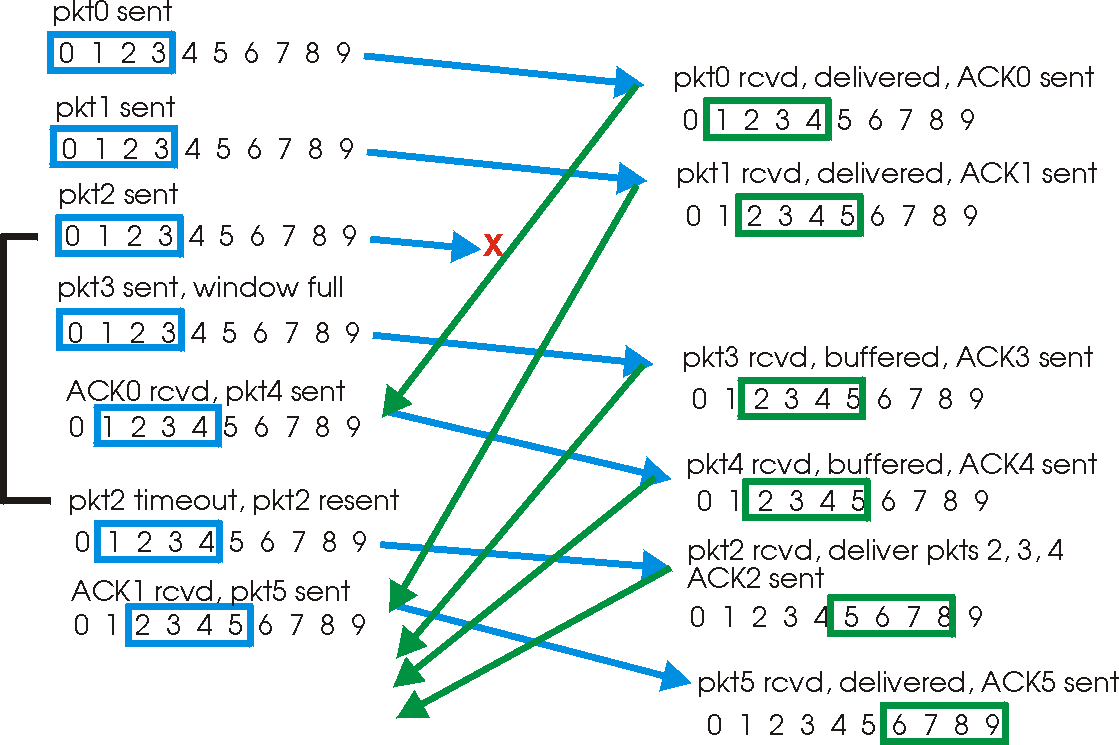 pkt0 sent
0 1 2 3 4 5 6 7 8 9
pkt1 sent
0 1 2 3 4 5 6 7 8 9
pkt2 sent
0 1 2 3 4 5 6 7 8 9
pkt3 sent, window full
0 1 2 3 4 5 6 7 8 9
ACK0 rcvd, pkt4 sent
0 1 2 3 4 5 6 7 8 9
pkt2 timeout, pkt2 resent
0 1 2 3 4 5 6 7 8 9
ACK1 rcvd, pkt5 sent
0 1 2 3 4 5 6 7 8 9
X
pkt0 rcvd, delivered, ACK0 sent
0 1 2 3 4 5 6 7 8 9
pkt1 rcvd, delivered, ACK1 sent
0 1 2 3 4 5 6 7 8 9
pkt3 rcvd, buffered, ACK3 sent
0 1 2 3 4 5 6 7 8 9
pkt4 rcvd, buffered, ACK4 sent
0 1 2 3 4 5 6 7 8 9
pkt2 rcvd, deliver pkts 2, 3, 4
ACK2 sent
0 1 2 3 4 5 6 7 8 9
pkt5 rcvd, delivered, ACK5 sent
0 1 2 3 4 5 6 7 8 9